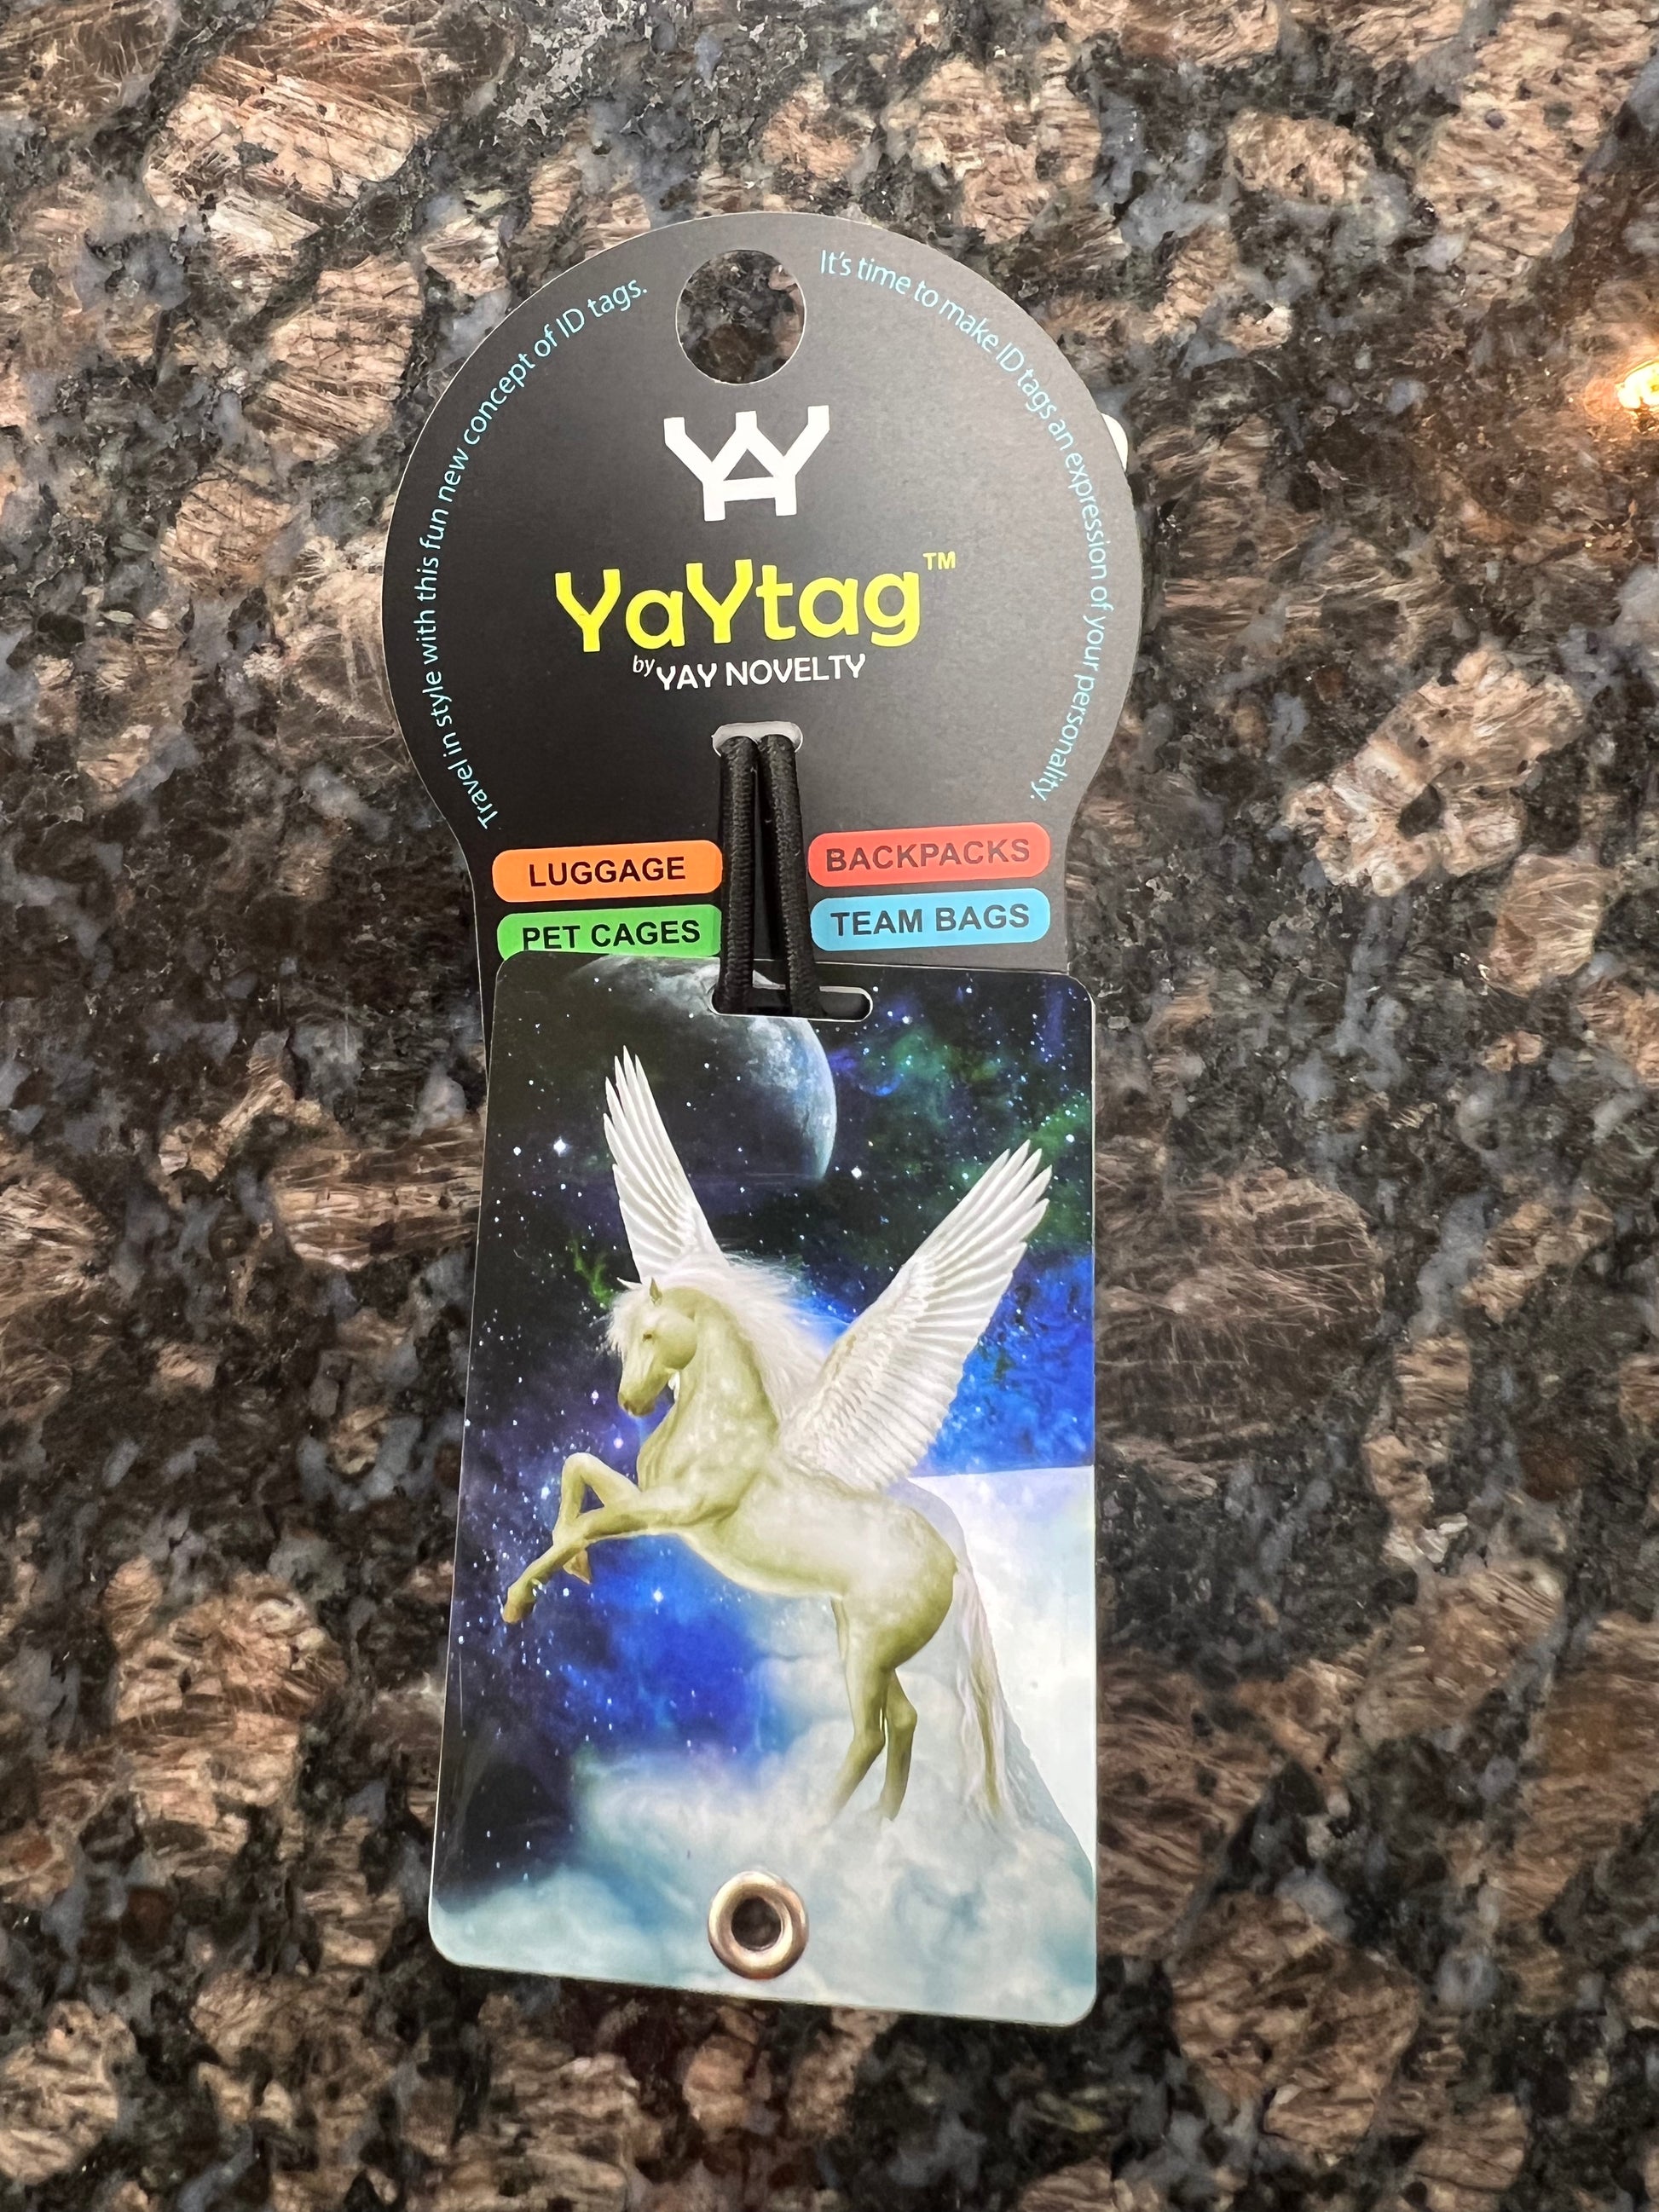 Travel in style with this fun new concept of ID tags.
It's time to make ID tags an expression of your personality.
YAY
YaYtag™
by YAY NOVELTY
LUGGAGE
BACKPACKS
PET CAGES
TEAM BAGS